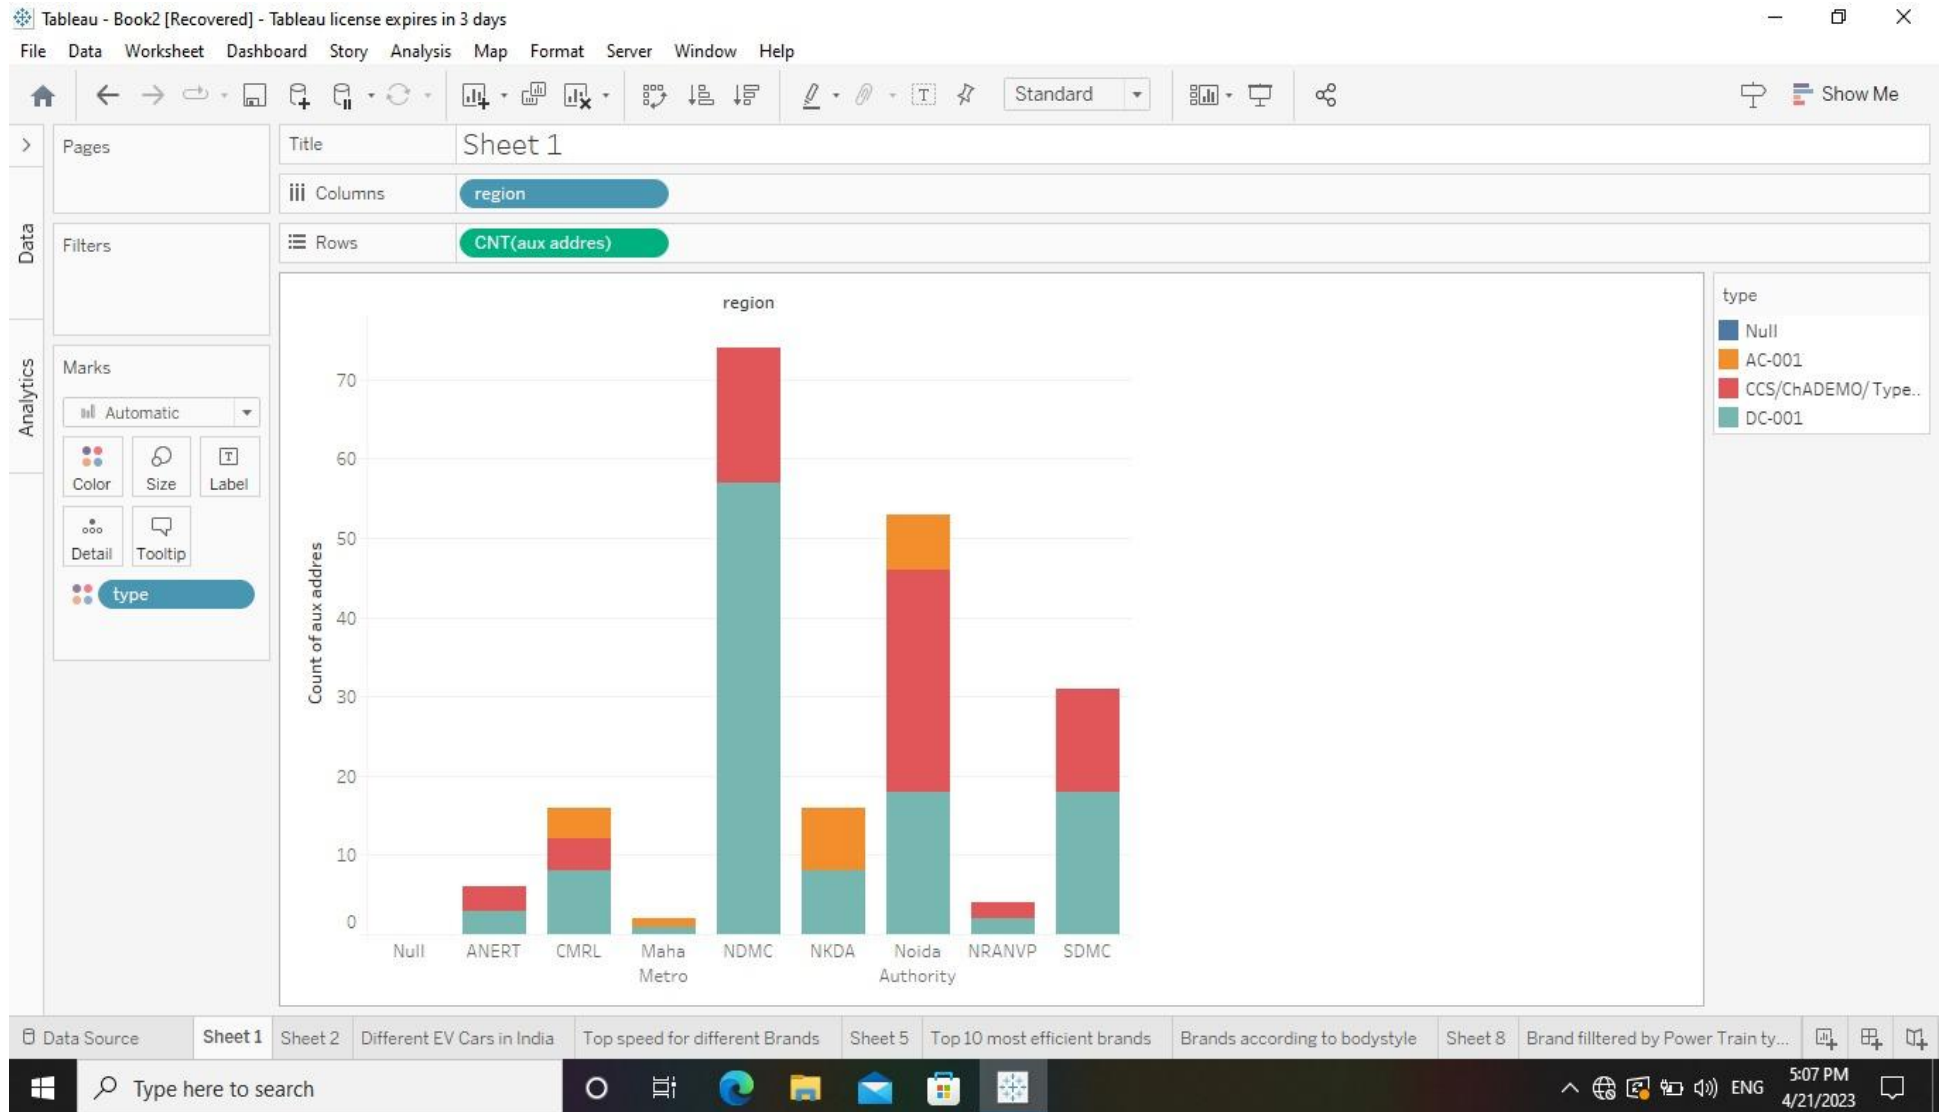 Tableau - Book2 [Recovered] - Tableau license expires in 3 days
File Data Worksheet Dashboard Story Analysis Map Format Server Window Help
Standard
Show Me
Pages
Title
Sheet 1
Columns
region
Data
Filters
Rows
CNT(aux addres)
Analytics
Marks
Automatic
Color
Size
T
Label
Detail
Tooltip
type
region
70
60
50
40
30
20
10
0
Count of aux addres
Null ANERT CMRL Maha Metro NDMC NKDA Noida Authority NRANVP SDMC
type
Null
AC-001
CCS/ChADEMO/ Type..
DC-001
Data Source Sheet 1 Sheet 2 Different EV Cars in India Top speed for different Brands Sheet 5 Top 10 most efficient brands Brands according to bodystyle Sheet 8 Brand filltered by Power Train ty...
Type here to search
ENG
5:07 PM
4/21/2023